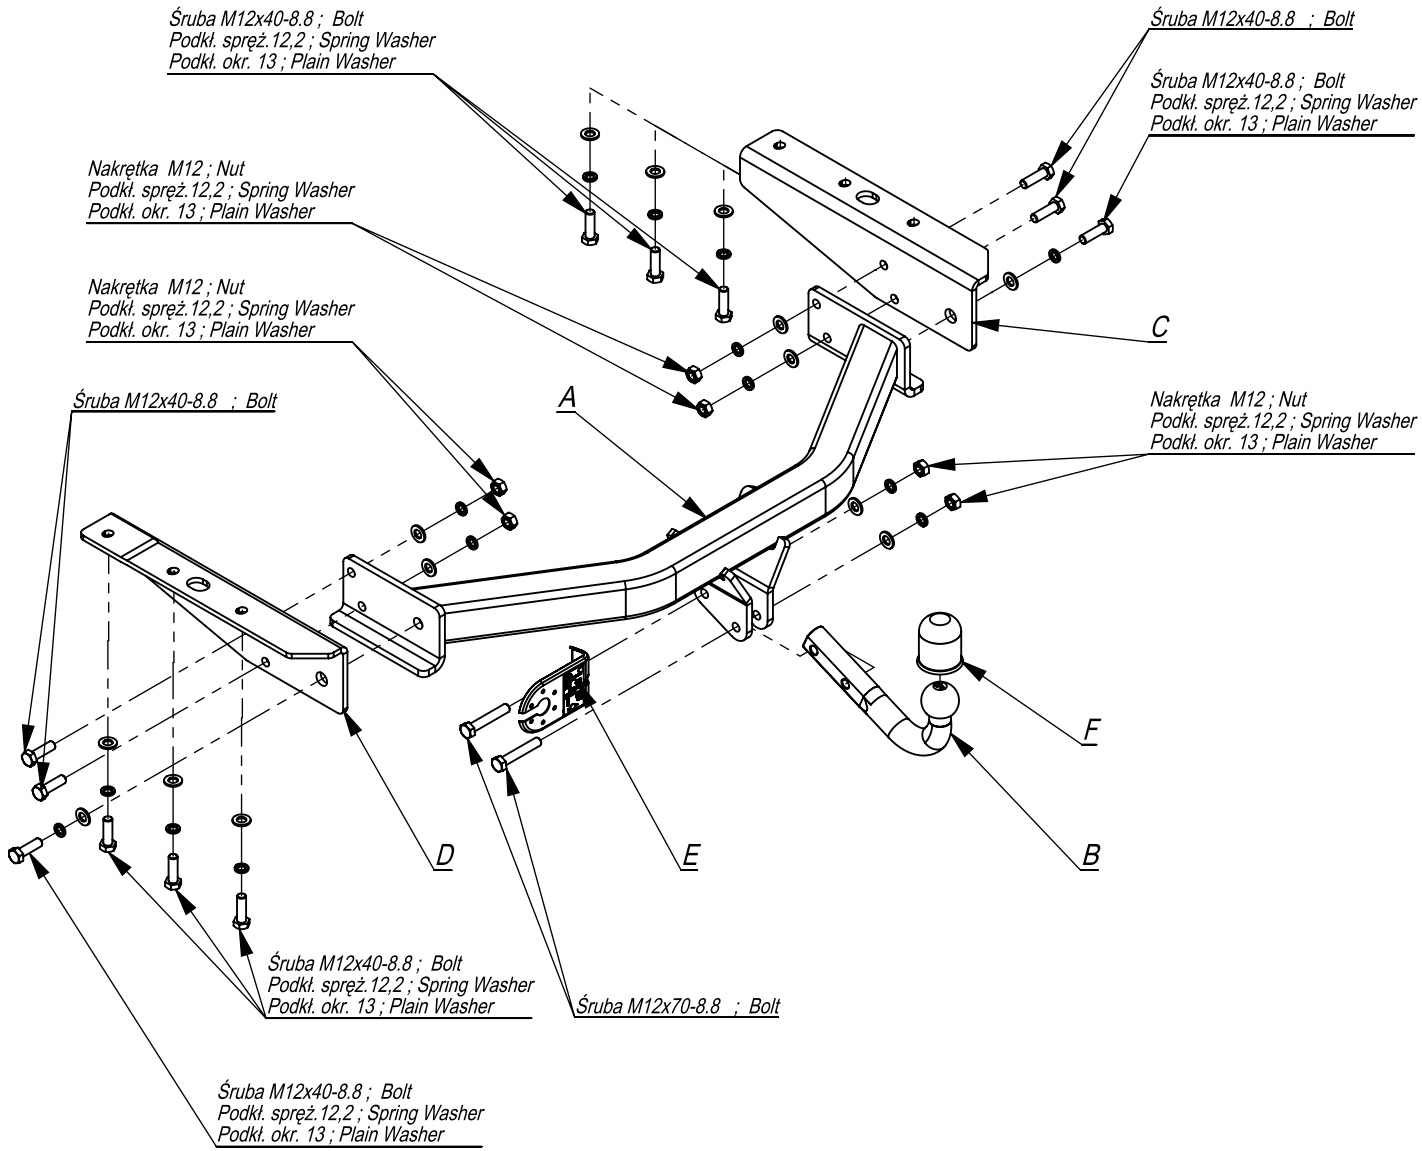 Śruba M12x40-8.8 ; Bolt
Podkł. spręż.12,2 ; Spring Washer
Podkł. okr. 13 ; Plain Washer
Śruba M12x40-8.8 ; Bolt
Śruba M12x40-8.8 ; Bolt
Podkł. spręż.12,2 ; Spring Washer
Podkł. okr. 13 ; Plain Washer
Nakrętka M12 ; Nut
Podkł. spręż.12,2 ; Spring Washer
Podkł. okr. 13 ; Plain Washer
Nakrętka M12 ; Nut
Podkł. spręż.12,2 ; Spring Washer
Podkł. okr. 13 ; Plain Washer
C
Śruba M12x40-8.8 ; Bolt
A
Nakrętka M12 ; Nut
Podkł. spręż.12,2 ; Spring Washer
Podkł. okr. 13 ; Plain Washer
F
D
E
B
Śruba M12x40-8.8 ; Bolt
Podkł. spręż.12,2 ; Spring Washer
Podkł. okr. 13 ; Plain Washer
Śruba M12x70-8.8 ; Bolt
Śruba M12x40-8.8 ; Bolt
Podkł. spręż.12,2 ; Spring Washer
Podkł. okr. 13 ; Plain Washer